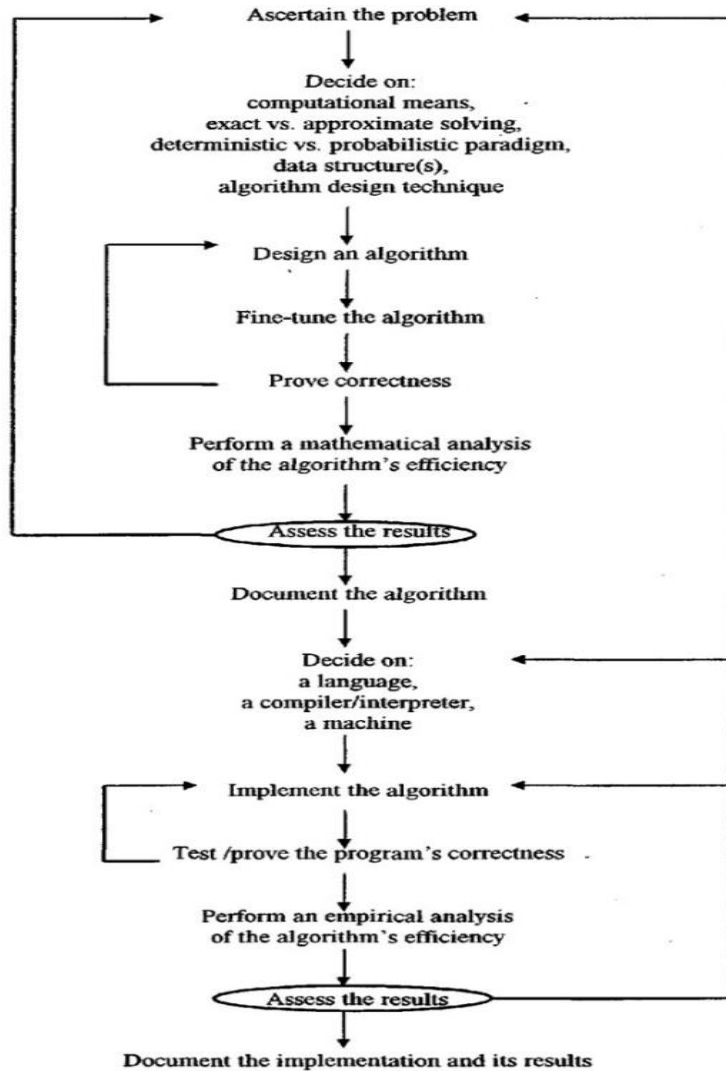 Ascertain the problem
Decide on:
computational means,
exact vs. approximate solving,
deterministic vs. probabilistic paradigm,
data structure(s),
algorithm design technique
Design an algorithm
Fine-tune the algorithm
Prove correctness
Perform a mathematical analysis
of the algorithm's efficiency
Assess the results
Document the algorithm
Decide on:
a language,
a compiler/interpreter,
a machine
Implement the algorithm
Test /prove the program's correctness
Perform an empirical analysis
of the algorithm's efficiency
Assess the results
Document the implementation and its results